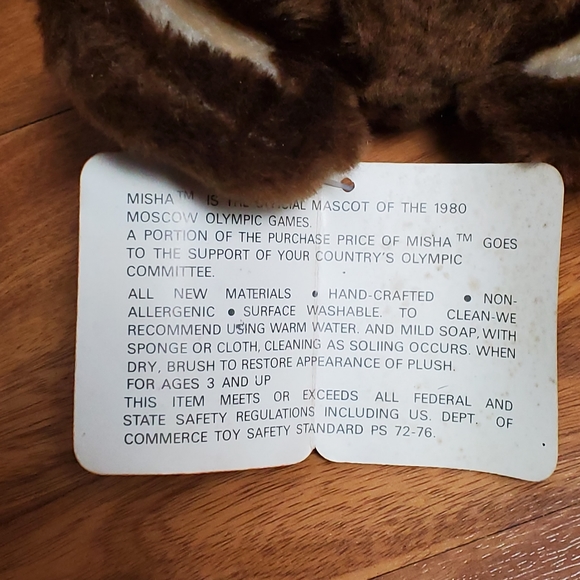 MISHA™ IS THE OFFICIAL MASCOT OF THE 1980
MOSCOW OLYMPIC GAMES.
A PORTION OF THE PURCHASE PRICE OF MISHA™ GOES
TO THE SUPPORT OF YOUR COUNTRY'S OLYMPIC
COMMITTEE.
ALL NEW MATERIALS • HAND-CRAFTED • NON-
ALLERGENIC • SURFACE WASHABLE. TO CLEAN-WE
RECOMMEND USING WARM WATER. AND MILD SOAP, WITH
SPONGE OR CLOTH, CLEANING AS SOLIING OCCURS. WHEN
DRY, BRUSH TO RESTORE APPEARANCE OF PLUSH.
FOR AGES 3 AND UP
THIS ITEM MEETS OR EXCEEDS ALL FEDERAL AND
STATE SAFETY REGULATIONS INCLUDING US. DEPT. OF
COMMERCE TOY SAFETY STANDARD PS 72-76.